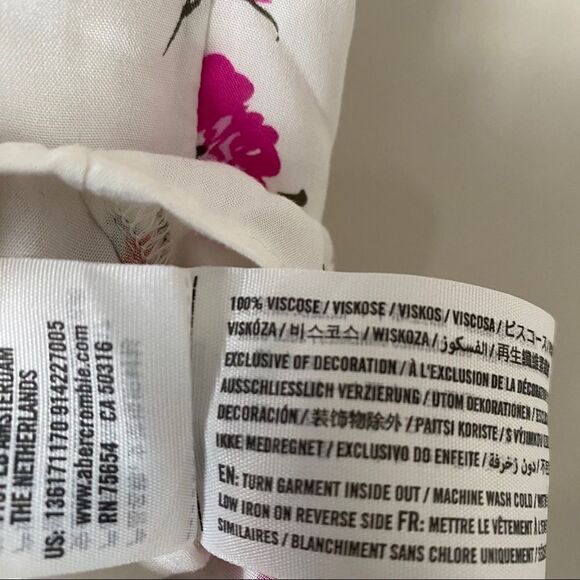 AMSTERDAM
THE NETHERLANDS
US: 136171170 914227005
www.abercrombie.com
RN 75654 CA 50316
100% VISCOSE / VISKOSE / VISKOS / VISCOSA / ビスコース
VISKÓZA / 비스코스 / WISKOZA / الفسكوز / 再生纖維素
EXCLUSIVE OF DECORATION / À L'EXCLUSION DE LA DÉCORATION
AUSSCHLIESSLICH VERZIERUNG / UTOM DEKORATIONEN
DECORACIÓN / 装饰物除外 / PAITSI KORISTE / S VÝJIMKOU
IKKE MEDREGNET / EXCLUSIVO DO ENFEITE / دون زخرفة
EN: TURN GARMENT INSIDE OUT / MACHINE WASH COLD
LOW IRON ON REVERSE SIDE FR: METTRE LE VÊTEMENT À
SIMILAIRES / BLANCHIMENT SANS CHLORE UNIQUEMENT